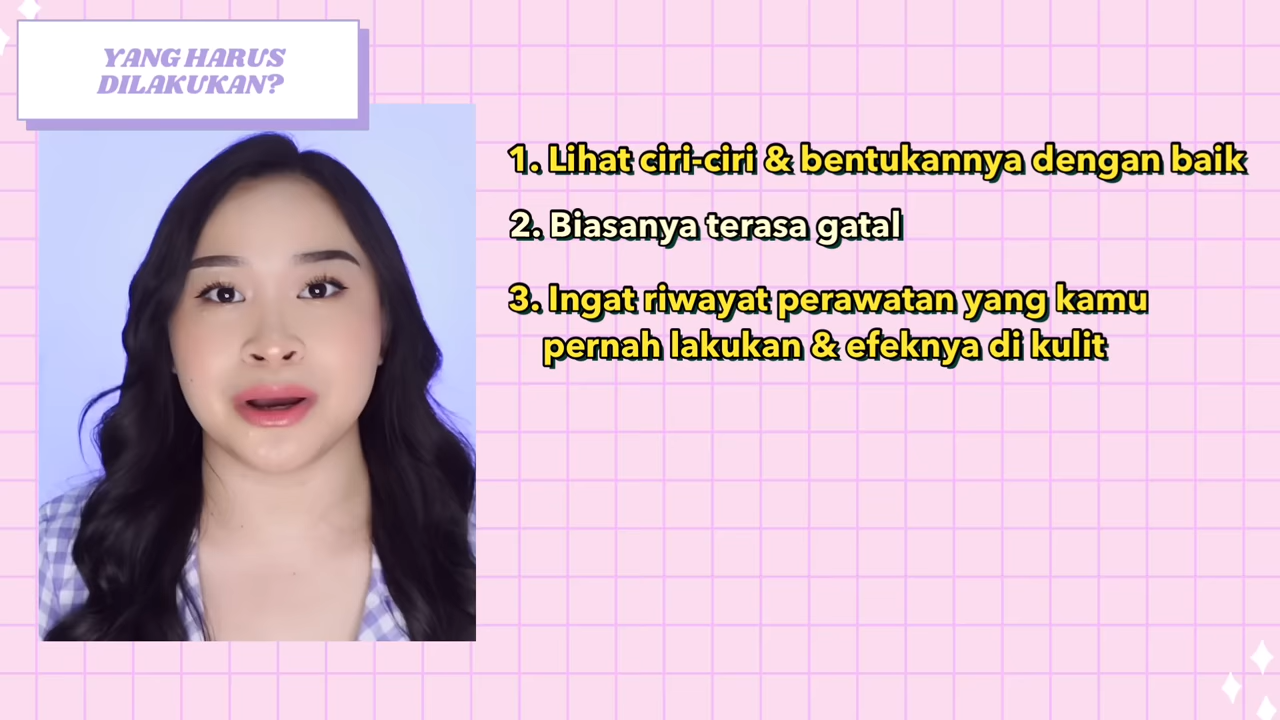 YANG HARUS
DILAKUKAN?
1. Lihat ciri-ciri & bentukannya dengan baik
2. Biasanya terasa gatal
3. Ingat riwayat perawatan yang kamu
pernah lakukan & efeknya di kulit